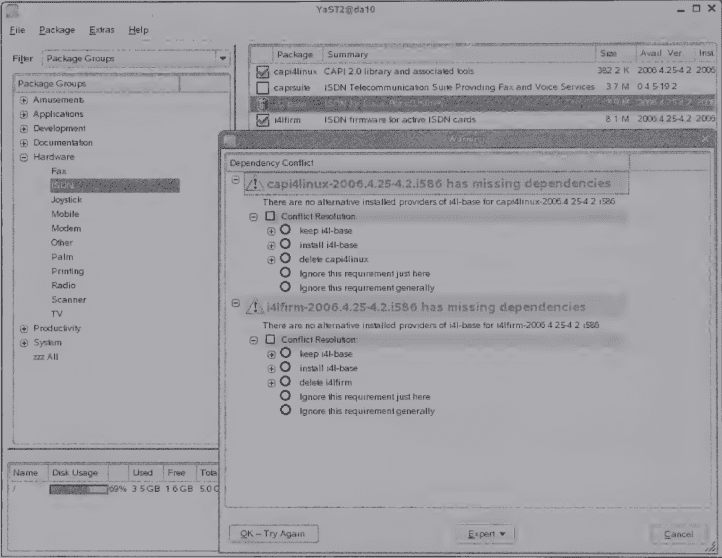 YaST2@da10
File Package Extras Help
Filter Package Groups
Package Groups
Amusements
Applications
Development
Documentation
Hardware
Fax
ISDN
Joystick
Mobile
Modem
Other
Palm
Printing
Radio
Scanner
TV
Productivity
System
zzz All
Package Summary Size Avail. Ver. Inst.
capi4linux CAPI 2.0 library and associated tools 382.2 K 2006.4.25-4.2 2006
capisuite ISDN Telecommunication Suite Providing Fax and Voice Services 3.7 M 0.4.5-19.2
i4lfirm ISDN firmware for active ISDN cards 8.1 M 2006.4.25-4.2 2006
Warning
Dependency Conflict
capi4linux-2006.4.25-4.2.i586 has missing dependencies
There are no alternative installed providers of i4l-base for capi4linux-2006.4.25-4.2.i586
Conflict Resolution:
keep i4l-base
install i4l-base
delete capi4linux
Ignore this requirement just here
Ignore this requirement generally
i4lfirm-2006.4.25-4.2.i586 has missing dependencies
There are no alternative installed providers of i4l-base for i4lfirm-2006.4.25-4.2.i586
Conflict Resolution:
keep i4l-base
install i4l-base
delete i4lfirm
Ignore this requirement just here
Ignore this requirement generally
Name Disk Usage Used Free Tota
/ 69% 3.5 GB 1.6 GB 5.0 G
OK – Try Again Expert Cancel